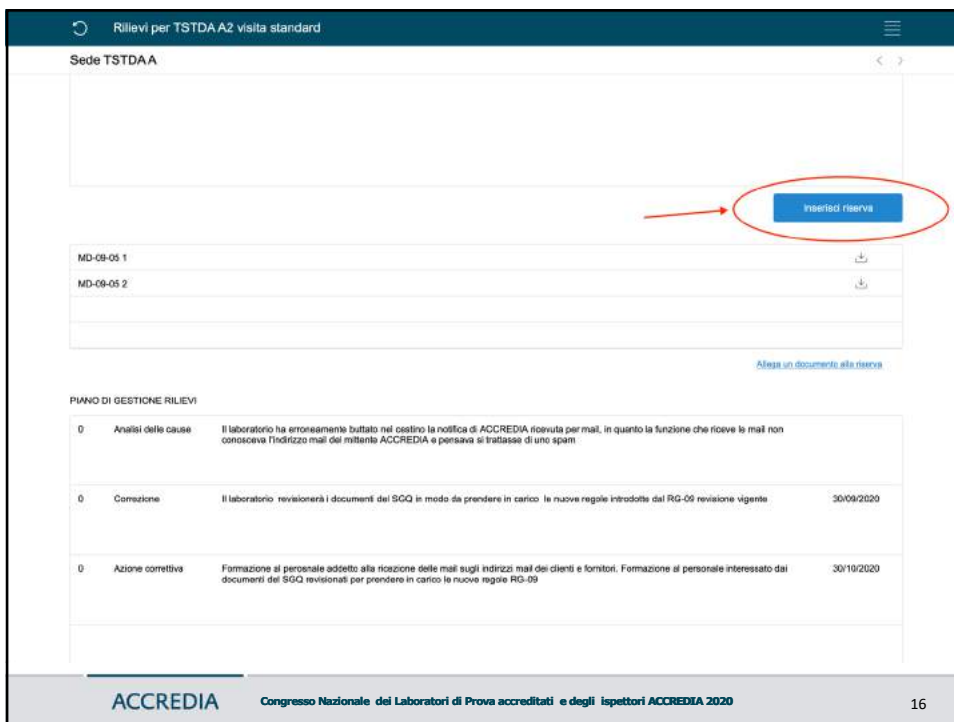 Rilievi per TSTDA A2 visita standard
Sede TSTDA A
Inserisci riserva
MD-09-05 1
MD-09-05 2
Allega un documento alla riserva
PIANO DI GESTIONE RILIEVI
0 Analisi delle cause Il laboratorio ha erroneamente buttato nel cestino la notifica di ACCREDIA ricevuta per mail, in quanto la funzione che riceve le mail non
conosceva l'indirizzo mail del mittente ACCREDIA e pensava si trattasse di uno spam
0 Correzione Il laboratorio revisionerà i documenti del SGQ in modo da prendere in carico le nuove regole introdotte dal RG-09 revisione vigente 30/09/2020
0 Azione correttiva Formazione al perosnale addetto alla ricezione delle mail sugli indirizzi mail dei clienti e fornitori. Formazione al personale interessato dai 30/10/2020
documenti del SGQ revisionati per prendere in carico le nuove regole RG-09
ACCREDIA Congresso Nazionale dei Laboratori di Prova accreditati e degli ispettori ACCREDIA 2020 16